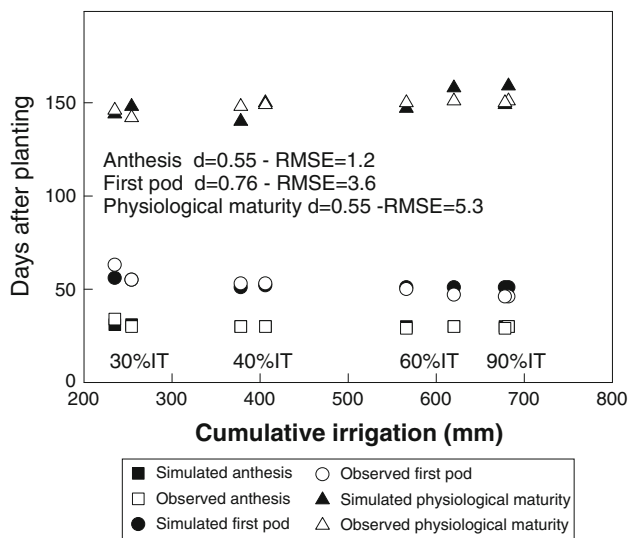 150
100
50
0
Days after planting
Anthesis d=0.55 - RMSE=1.2
First pod d=0.76 - RMSE=3.6
Physiological maturity d=0.55 -RMSE=5.3
30%IT 40%IT 60%IT 90%IT
200 300 400 500 600 700 800
Cumulative irrigation (mm)
Simulated anthesis
Observed anthesis
Simulated first pod
Observed first pod
Simulated physiological maturity
Observed physiological maturity